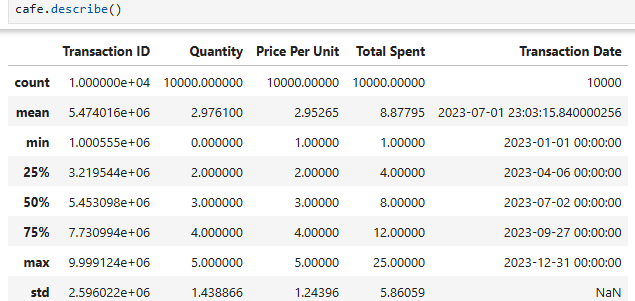 cafe.describe()
Transaction ID Quantity Price Per Unit Total Spent Transaction Date
count 1.000000e+04 10000.000000 10000.00000 10000.00000 10000
mean 5.474016e+06 2.976100 2.95265 8.87795 2023-07-01 23:03:15.840000256
min 1.000555e+06 0.000000 1.00000 1.00000 2023-01-01 00:00:00
25% 3.219544e+06 2.000000 2.00000 4.00000 2023-04-06 00:00:00
50% 5.453098e+06 3.000000 3.00000 8.00000 2023-07-02 00:00:00
75% 7.730994e+06 4.000000 4.00000 12.00000 2023-09-27 00:00:00
max 9.999124e+06 5.000000 5.00000 25.00000 2023-12-31 00:00:00
std 2.596022e+06 1.438866 1.24396 5.86059 NaN